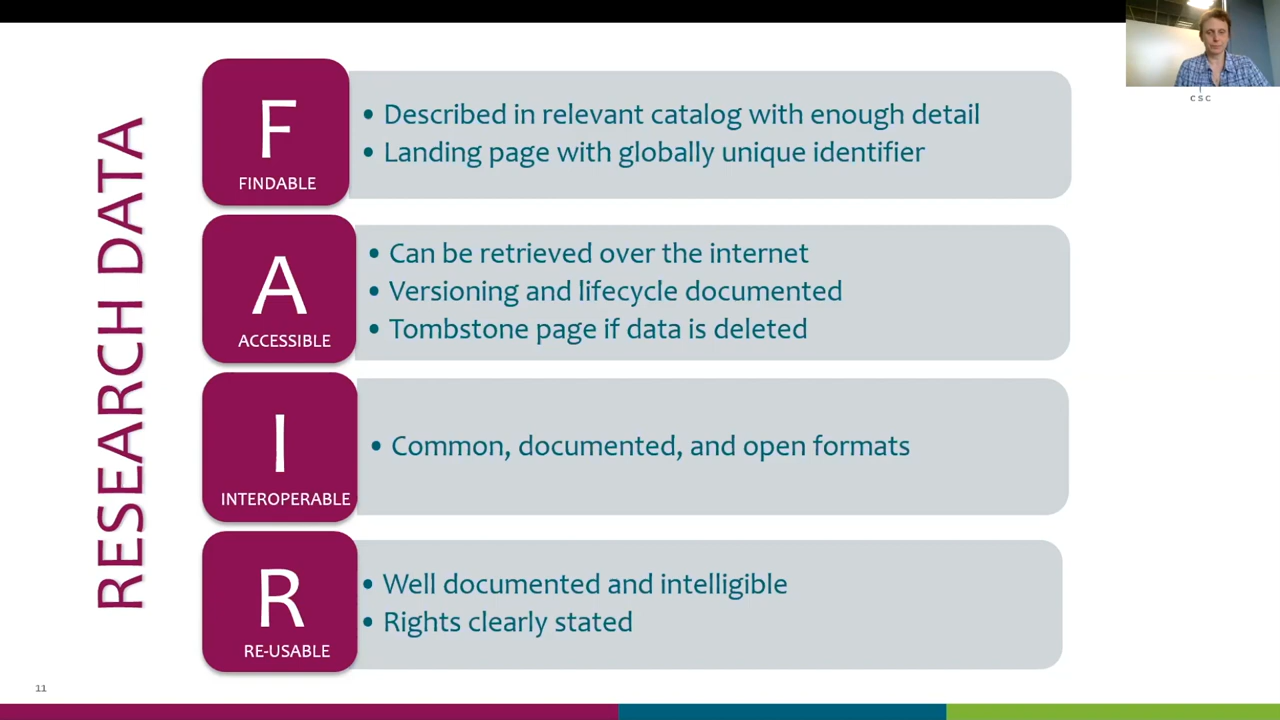 RESEARCH DATA
F
FINDABLE
• Described in relevant catalog with enough detail
• Landing page with globally unique identifier
A
ACCESSIBLE
• Can be retrieved over the internet
• Versioning and lifecycle documented
• Tombstone page if data is deleted
I
INTEROPERABLE
• Common, documented, and open formats
R
RE-USABLE
• Well documented and intelligible
• Rights clearly stated
csc
11